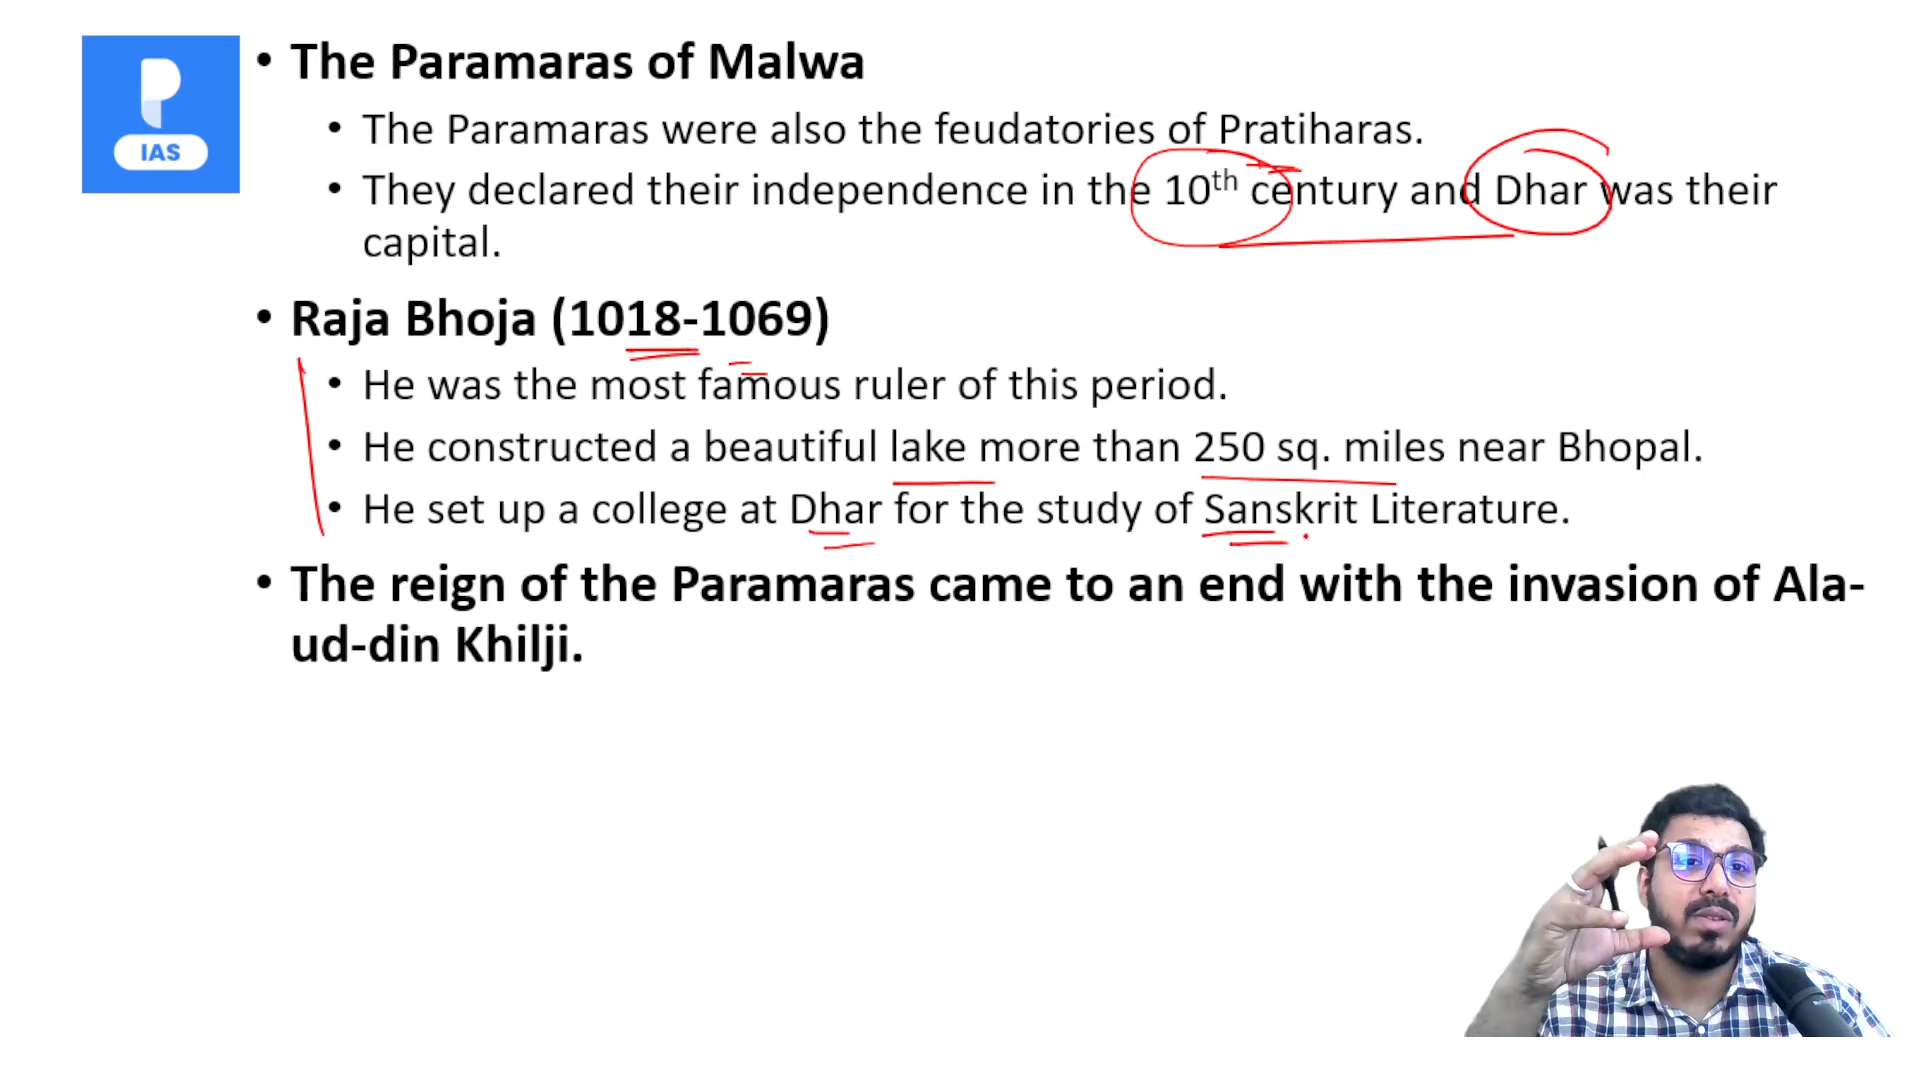 IAS
• The Paramaras of Malwa
• The Paramaras were also the feudatories of Pratiharas.
• They declared their independence in the 10th century and Dhar was their
capital.
• Raja Bhoja (1018-1069)
• He was the most famous ruler of this period.
• He constructed a beautiful lake more than 250 sq. miles near Bhopal.
• He set up a college at Dhar for the study of Sanskrit Literature.
• The reign of the Paramaras came to an end with the invasion of Ala-
ud-din Khilji.